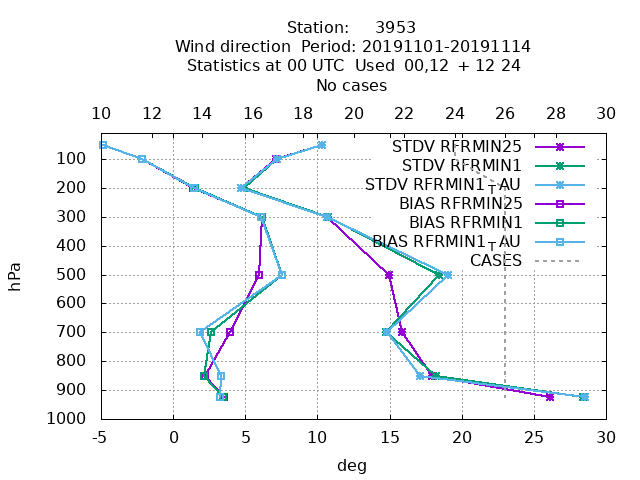 Station:     3953
Wind direction  Period: 20191101-20191114
Statistics at 00 UTC  Used  00,12  + 12 24
No cases
10 12 14 16 18 20 22 24 26 28 30
STDV RFRMIN25
STDV RFRMIN1
STDV RFRMIN1_TAU
BIAS RFRMIN25
BIAS RFRMIN1
BIAS RFRMIN1_TAU
CASES
100
200
300
400
500
600
700
800
900
1000
hPa
-5 0 5 10 15 20 25 30
deg